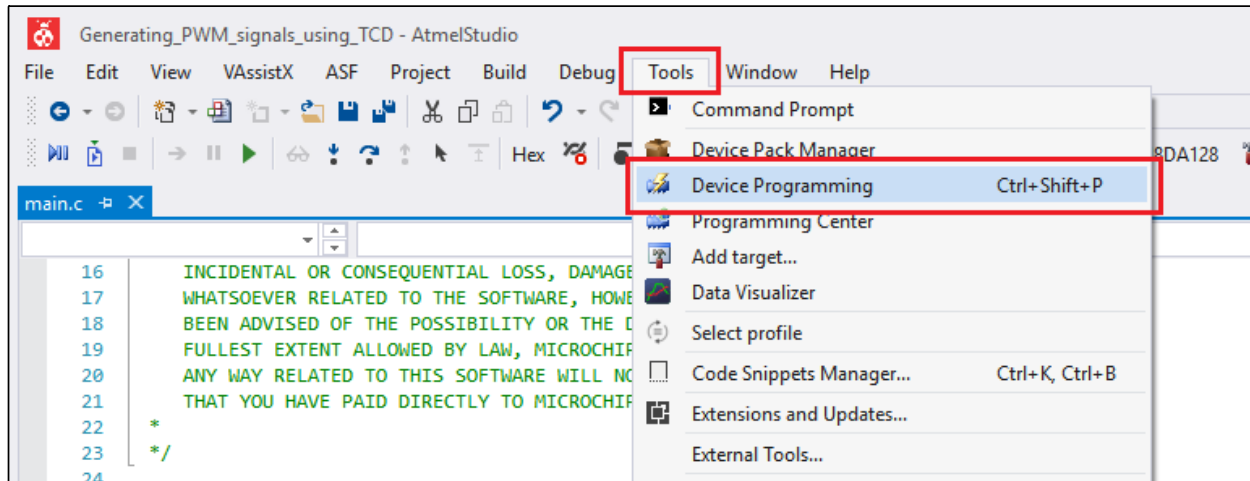 Generating_PWM_signals_using_TCD - AtmelStudio
File Edit View VAssistX ASF Project Build Debug Tools Window Help
Command Prompt
Hex
Device Pack Manager
8DA128
Device Programming Ctrl+Shift+P
main.c
Programming Center
Add target...
16 INCIDENTAL OR CONSEQUENTIAL LOSS, DAMAGE
Data Visualizer
17 WHATSOEVER RELATED TO THE SOFTWARE, HOWE
18 BEEN ADVISED OF THE POSSIBILITY OR THE D
Select profile
19 FULLEST EXTENT ALLOWED BY LAW, MICROCHIP
20 ANY WAY RELATED TO THIS SOFTWARE WILL NO
Code Snippets Manager... Ctrl+K, Ctrl+B
21 THAT YOU HAVE PAID DIRECTLY TO MICROCHIP
22 *
Extensions and Updates...
23 */
External Tools...
24